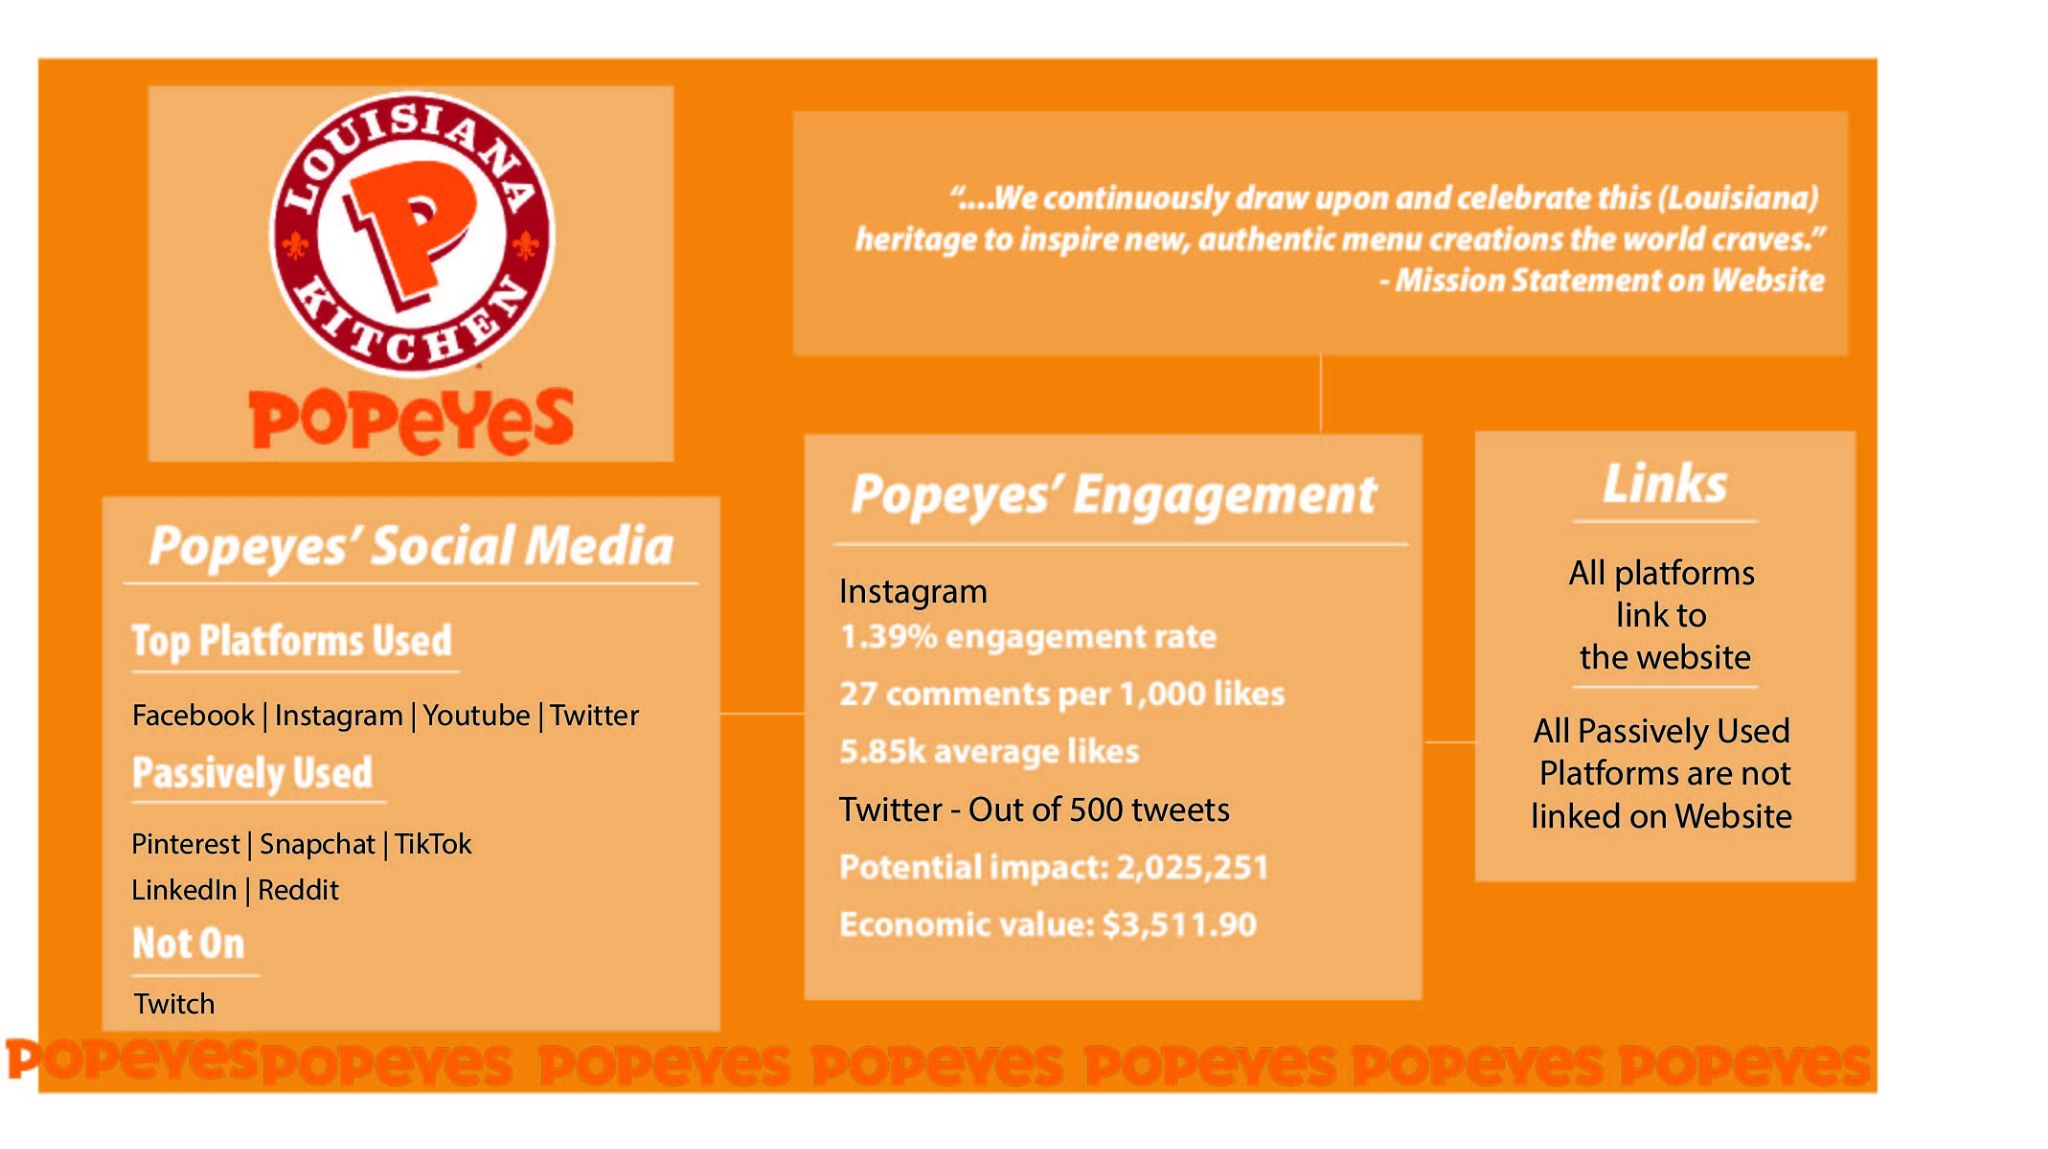 LOUISIANA
KITCHEN
P
POPEYES
“....We continuously draw upon and celebrate this (Louisiana)
heritage to inspire new, authentic menu creations the world craves.”
- Mission Statement on Website
Popeyes’ Social Media
Top Platforms Used
Facebook | Instagram | Youtube | Twitter
Passively Used
Pinterest | Snapchat | TikTok
LinkedIn | Reddit
Not On
Twitch
Popeyes’ Engagement
Instagram
1.39% engagement rate
27 comments per 1,000 likes
5.85k average likes
Twitter - Out of 500 tweets
Potential impact: 2,025,251
Economic value: $3,511.90
Links
All platforms
link to
the website
All Passively Used
Platforms are not
linked on Website
POPEYES POPEYES POPEYES POPEYES POPEYES POPEYES POPEYES